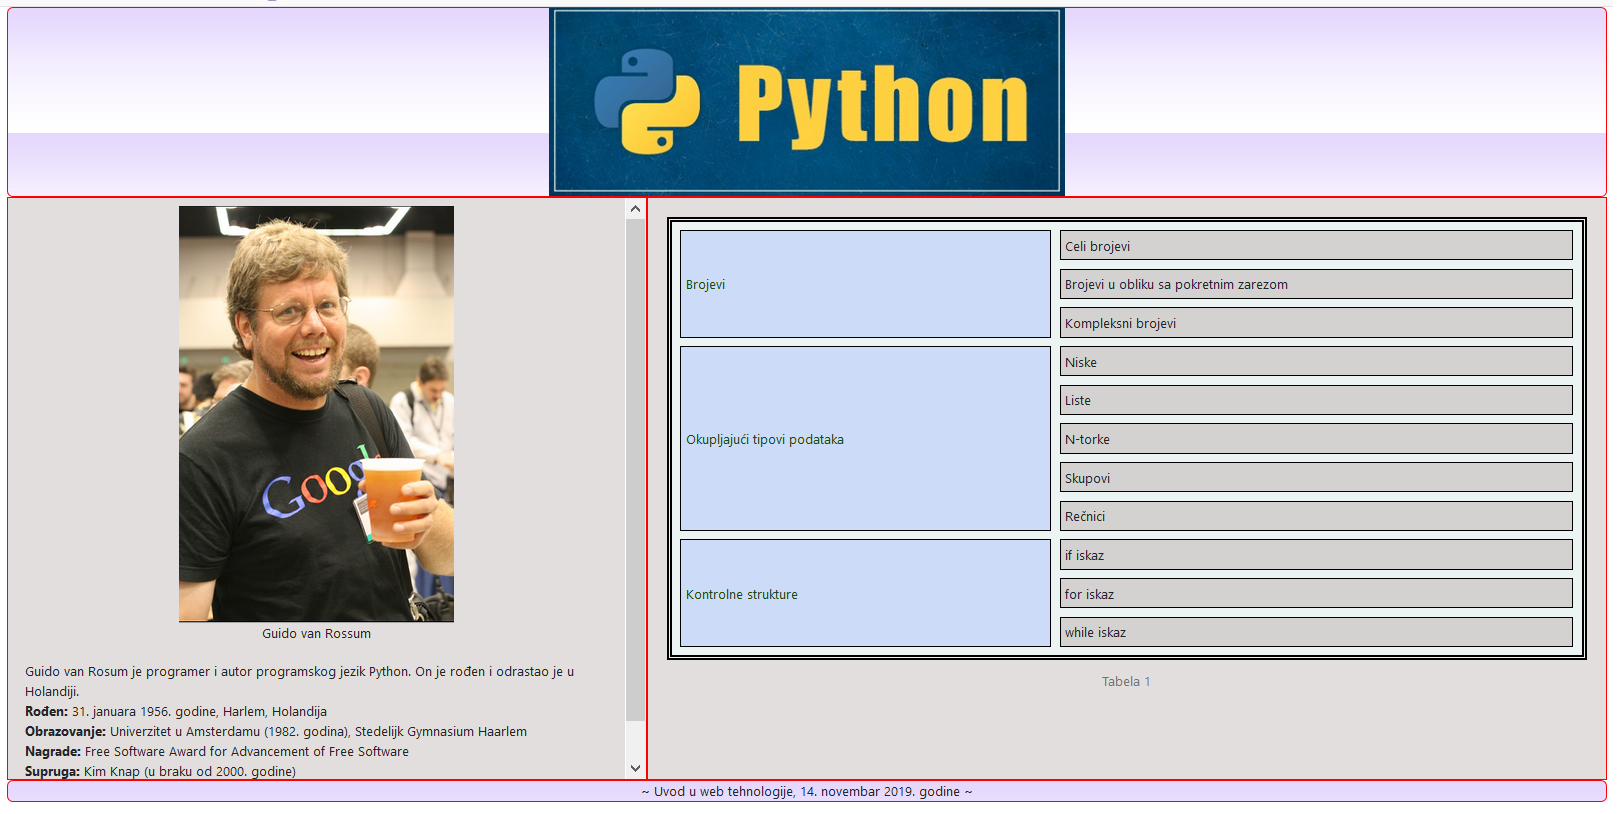 Python
Google
Guido van Rossum
Guido van Rosum je programer i autor programskog jezik Python. On je rođen i odrastao je u
Holandiji.
Rođen: 31. januara 1956. godine, Harlem, Holandija
Obrazovanje: Univerzitet u Amsterdamu (1982. godina), Stedelijk Gymnasium Haarlem
Nagrade: Free Software Award for Advancement of Free Software
Supruga: Kim Knap (u braku od 2000. godine)
Brojevi
Celi brojevi
Brojevi u obliku sa pokretnim zarezom
Kompleksni brojevi
Okupljajući tipovi podataka
Niske
Liste
N-torke
Skupovi
Rečnici
Kontrolne strukture
if iskaz
for iskaz
while iskaz
Tabela 1
~ Uvod u web tehnologije, 14. novembar 2019. godine ~